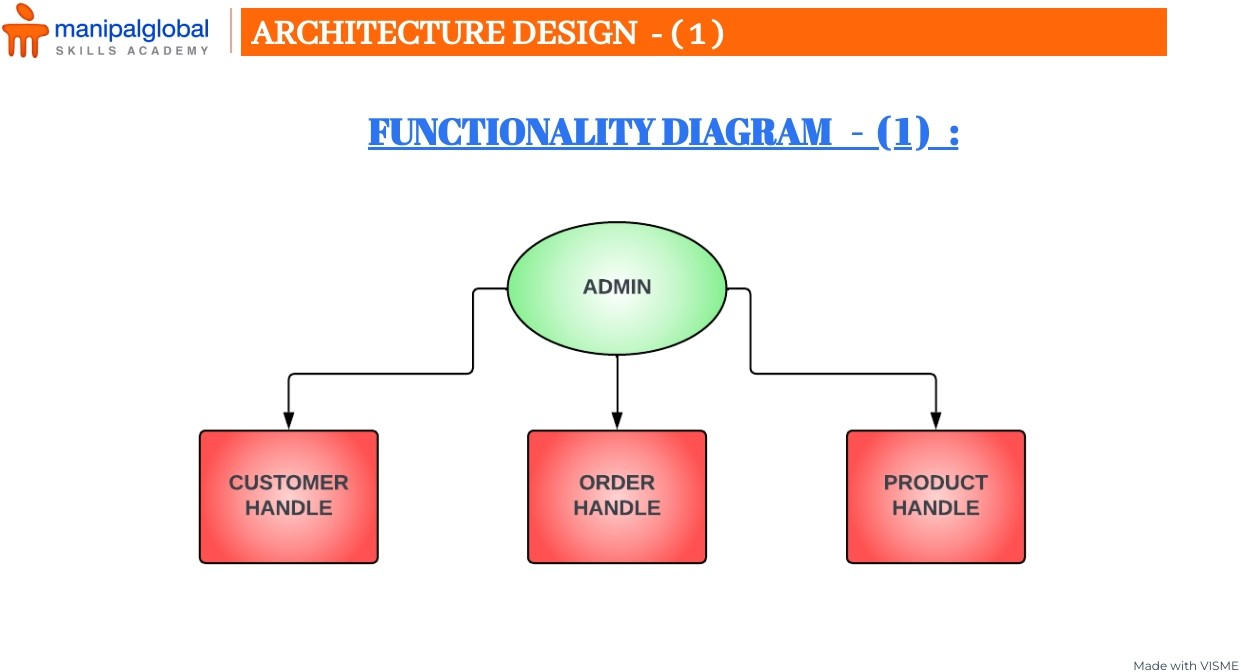 manipalglobal
SKILLS ACADEMY
ARCHITECTURE DESIGN - ( 1 )
FUNCTIONALITY DIAGRAM - (1) :
ADMIN
CUSTOMER
HANDLE
ORDER
HANDLE
PRODUCT
HANDLE
Made with VISME